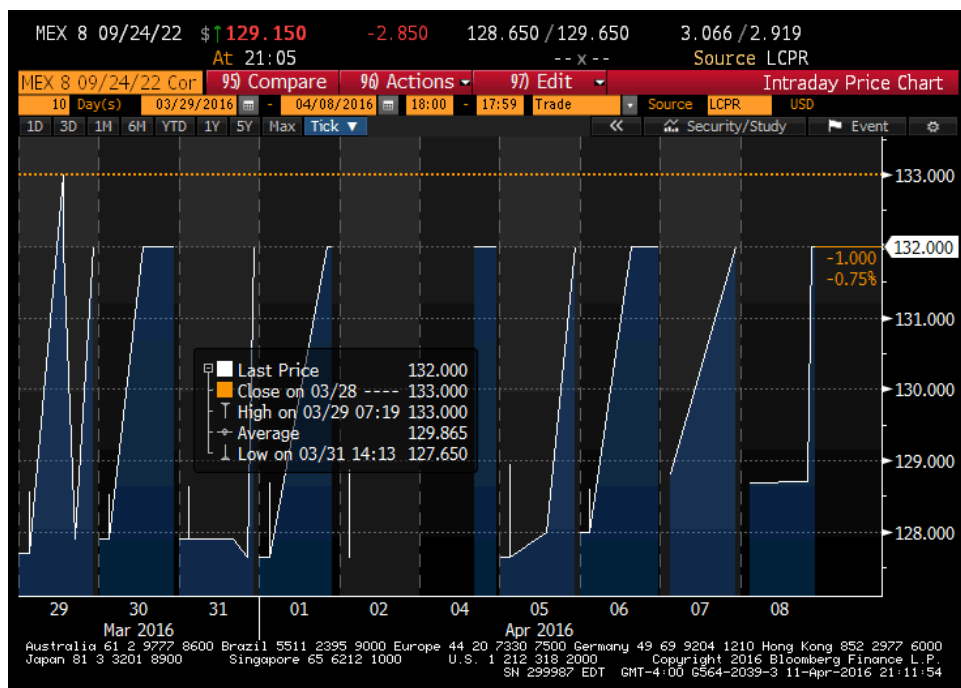 MEX 8 09/24/22 $↑129.150 -2.850 128.650/129.650 3.066/2.919
At 21:05 --x-- Source LCPR
MEX 8 09/24/22 Cor 95) Compare 96) Actions 97) Edit Intraday Price Chart
10 Day(s) 03/29/2016 - 04/08/2016 18:00 - 17:59 Trade Source LCPR USD
1D 3D 1M 6M YTD 1Y 5Y Max Tick ▼ « Security/Study Event
133.000
132.000
-1.000
-0.75%
131.000
130.000
129.000
128.000
Last Price 132.000
Close on 03/28 ---- 133.000
High on 03/29 07:19 133.000
Average 129.865
Low on 03/31 14:13 127.650
29 30 31 01 02 04 05 06 07 08
Mar 2016 Apr 2016
Australia 61 2 9777 8600 Brazil 5511 2395 9000 Europe 44 20 7330 7500 Germany 49 69 9204 1210 Hong Kong 852 2977 6000
Japan 81 3 3201 8900 Singapore 65 6212 1000 U.S. 1 212 318 2000 Copyright 2016 Bloomberg Finance L.P.
SN 299987 EDT GMT-4:00 G564-2039-3 11-Apr-2016 21:11:54